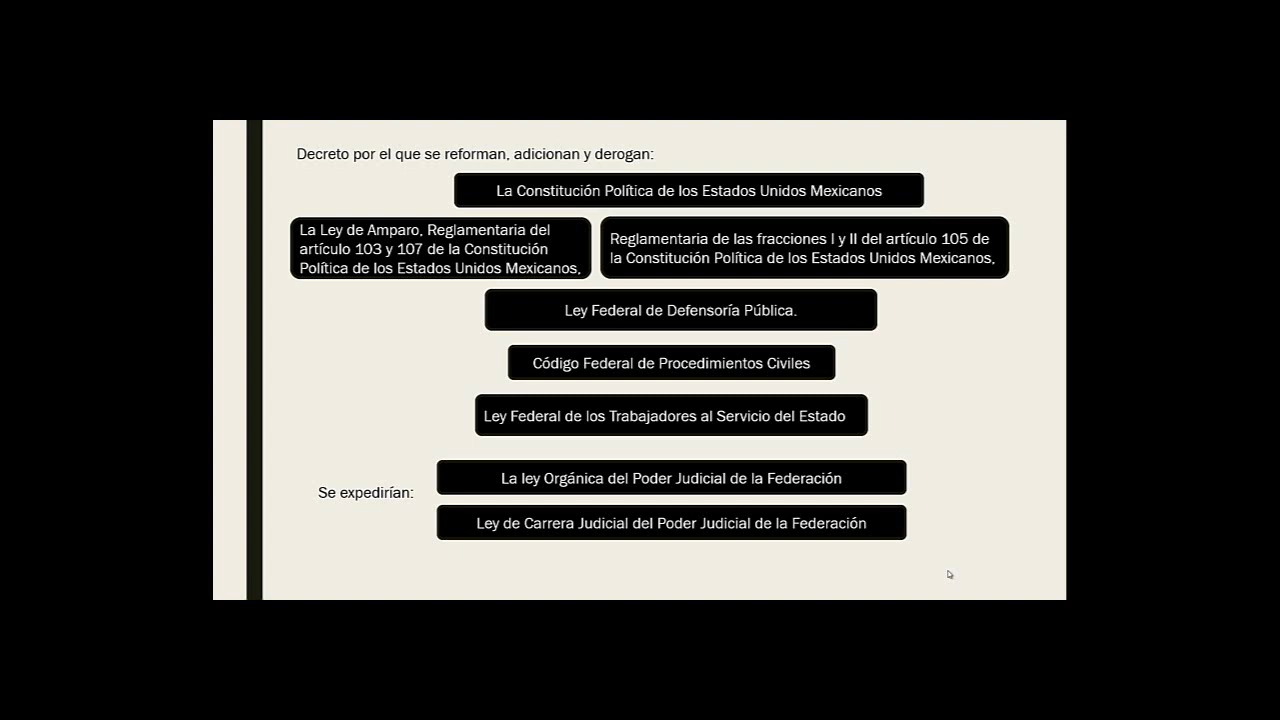 Decreto por el que se reforman, adicionan y derogan:
La Constitución Política de los Estados Unidos Mexicanos
La Ley de Amparo, Reglamentaria del
artículo 103 y 107 de la Constitución
Política de los Estados Unidos Mexicanos,
Reglamentaria de las fracciones I y II del artículo 105 de
la Constitución Política de los Estados Unidos Mexicanos,
Ley Federal de Defensoría Pública.
Código Federal de Procedimientos Civiles
Ley Federal de los Trabajadores al Servicio del Estado
Se expedirían:
La ley Orgánica del Poder Judicial de la Federación
Ley de Carrera Judicial del Poder Judicial de la Federación